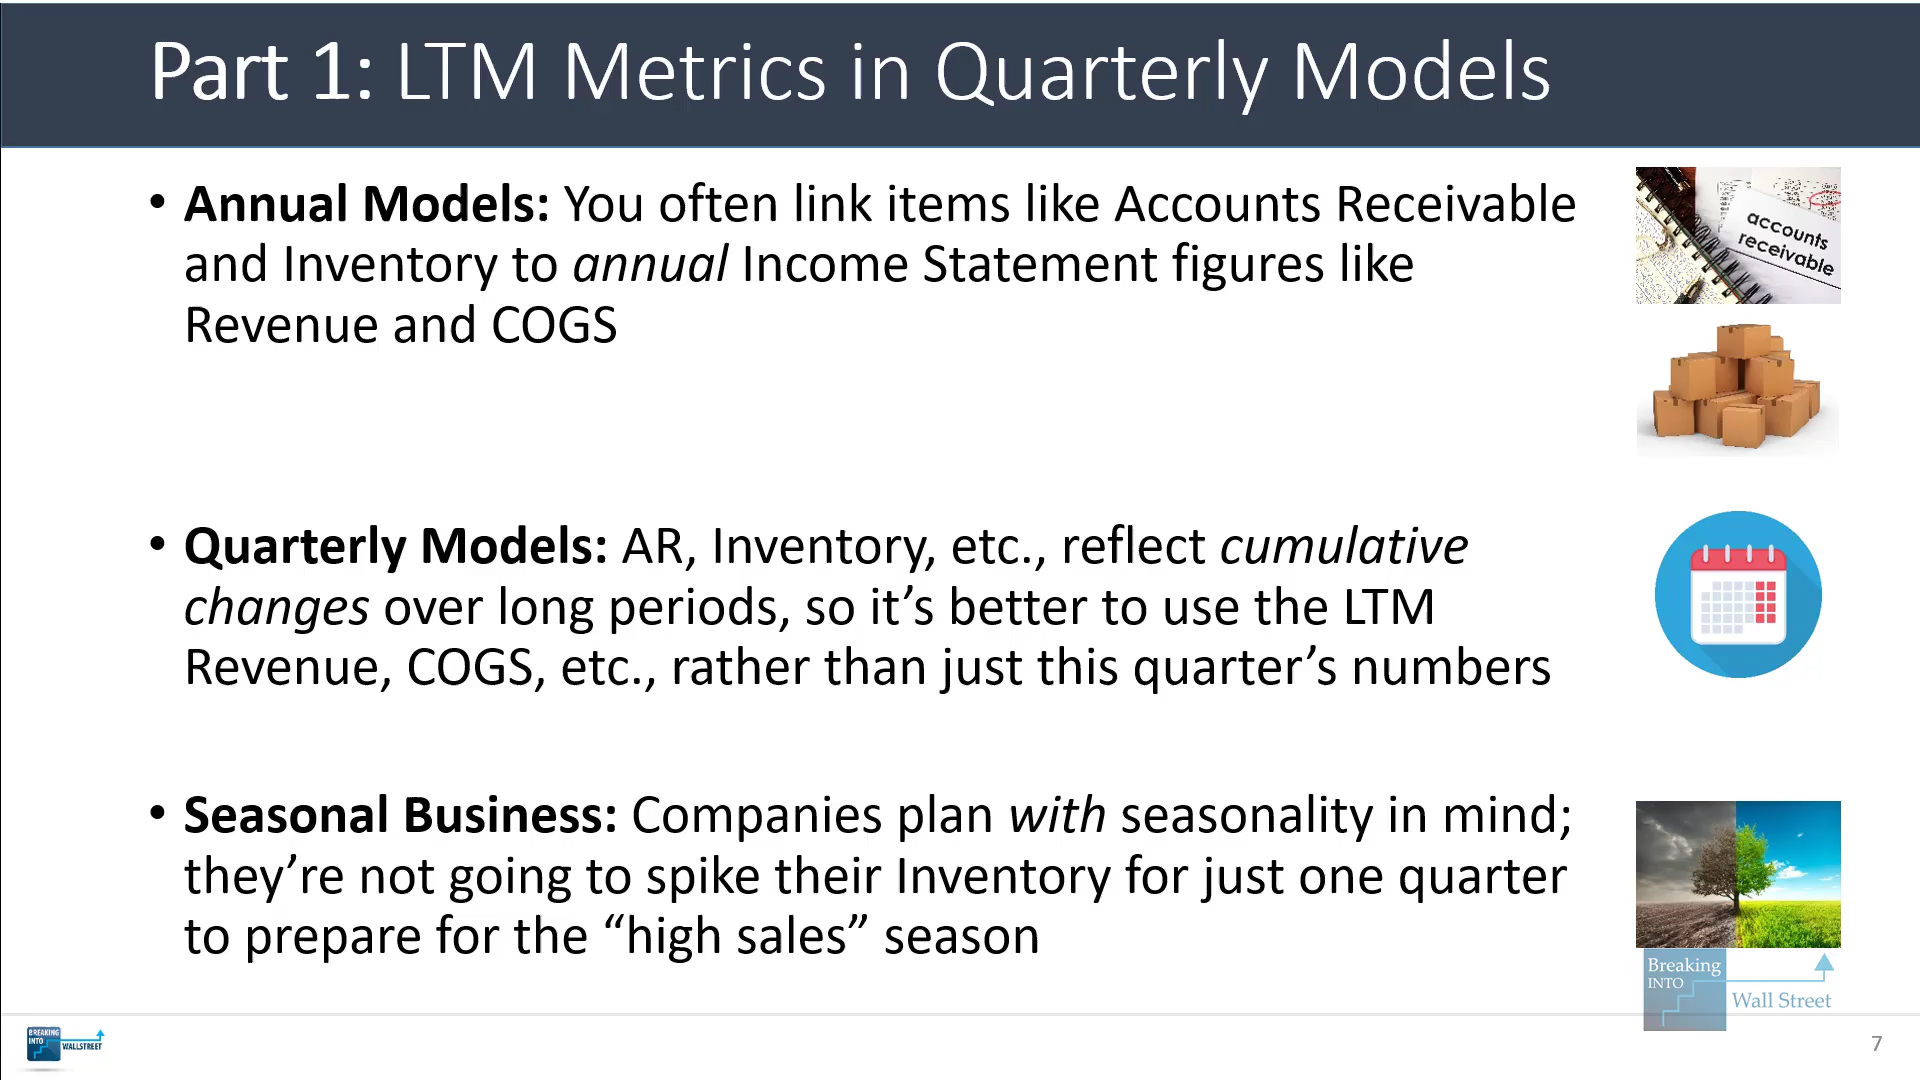 Part 1: LTM Metrics in Quarterly Models
• Annual Models: You often link items like Accounts Receivable
and Inventory to annual Income Statement figures like
Revenue and COGS
accounts
receivable
• Quarterly Models: AR, Inventory, etc., reflect cumulative
changes over long periods, so it’s better to use the LTM
Revenue, COGS, etc., rather than just this quarter’s numbers
• Seasonal Business: Companies plan with seasonality in mind;
they’re not going to spike their Inventory for just one quarter
to prepare for the “high sales” season
Breaking
INTO
Wall Street
BREAKING
INTO
WALLSTREET
7